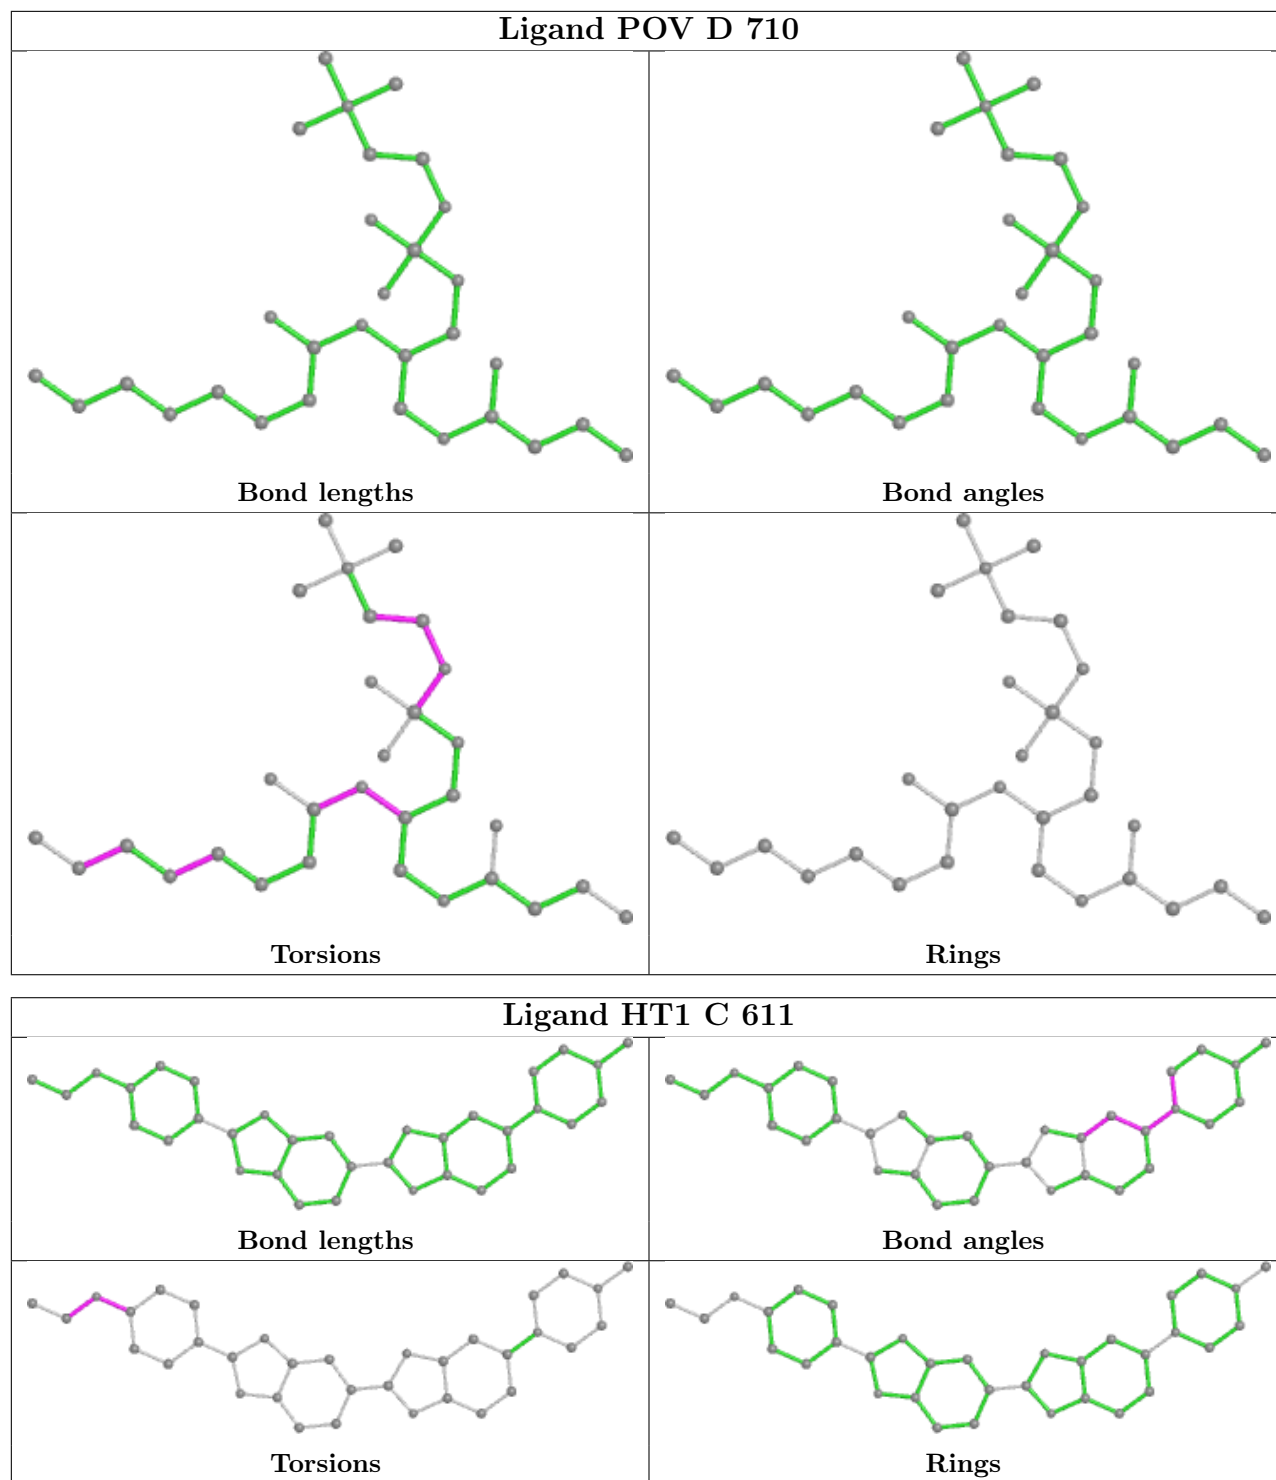 Ligand POV D 710
Bond lengths
Bond angles
Torsions
Rings
Ligand HT1 C 611
Bond lengths
Bond angles
Torsions
Rings